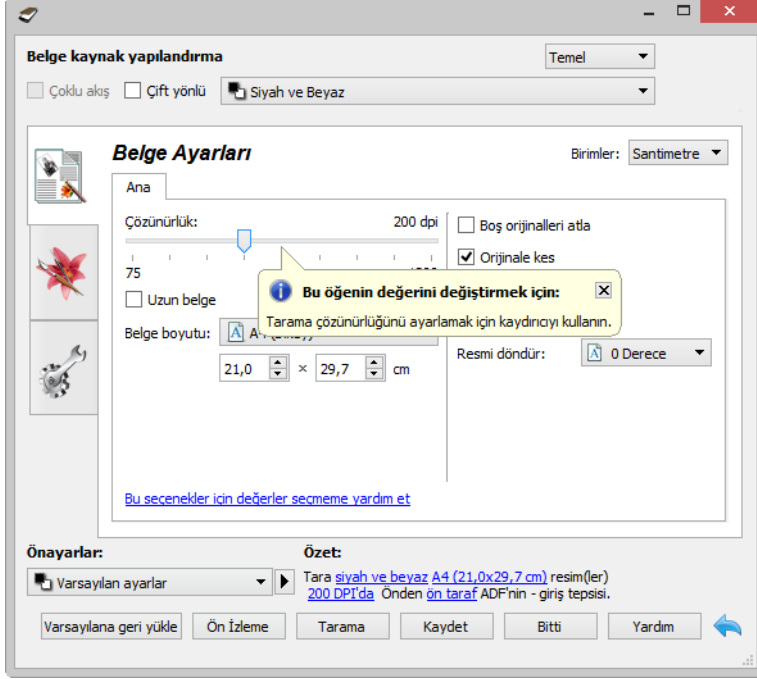 Belge kaynak yapılandırma
Temel
Çoklu akış
Çift yönlü
Siyah ve Beyaz
Belge Ayarları
Birimler: Santimetre
Ana
Çözünürlük: 200 dpi
75
Boş orijinalleri atla
Orijinale kes
Bu öğenin değerini değiştirmek için:
Tarama çözünürlüğünü ayarlamak için kaydırıcıyı kullanın.
Uzun belge
Belge boyutu:
21,0 × 29,7 cm
Resmi döndür: 0 Derece
Bu seçenekler için değerler seçmeme yardım et
Önayarlar:
Varsayılan ayarlar
Özet:
Tara siyah ve beyaz A4 (21,0x29,7 cm) resim(ler)
200 DPI'da Önden ön taraf ADF'nin - giriş tepsisi.
Varsayılana geri yükle
Ön İzleme
Tarama
Kaydet
Bitti
Yardım